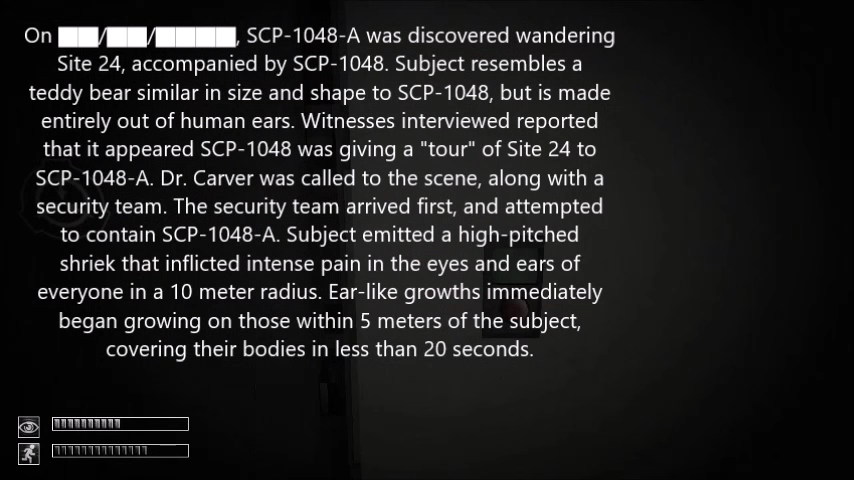 On ██/██/████, SCP-1048-A was discovered wandering
Site 24, accompanied by SCP-1048. Subject resembles a
teddy bear similar in size and shape to SCP-1048, but is made
entirely out of human ears. Witnesses interviewed reported
that it appeared SCP-1048 was giving a "tour" of Site 24 to
SCP-1048-A. Dr. Carver was called to the scene, along with a
security team. The security team arrived first, and attempted
to contain SCP-1048-A. Subject emitted a high-pitched
shriek that inflicted intense pain in the eyes and ears of
everyone in a 10 meter radius. Ear-like growths immediately
began growing on those within 5 meters of the subject,
covering their bodies in less than 20 seconds.